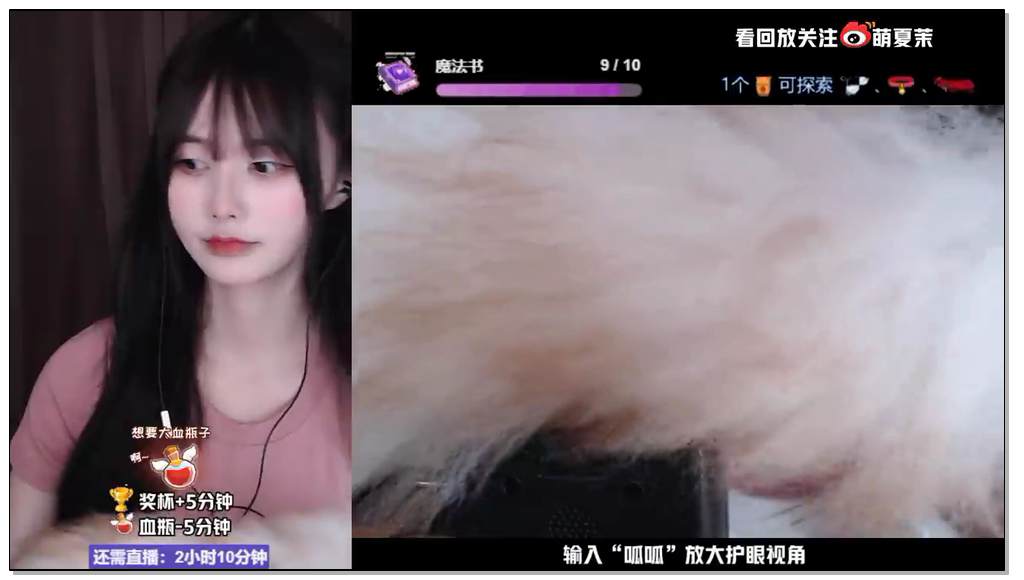 看回放关注萌夏茉
魔法书 9 / 10
1个可探索、、
想要大血瓶子
啊~
奖杯+5分钟
血瓶-5分钟
还需直播：2小时10分钟
输入“呱呱”放大护眼视角